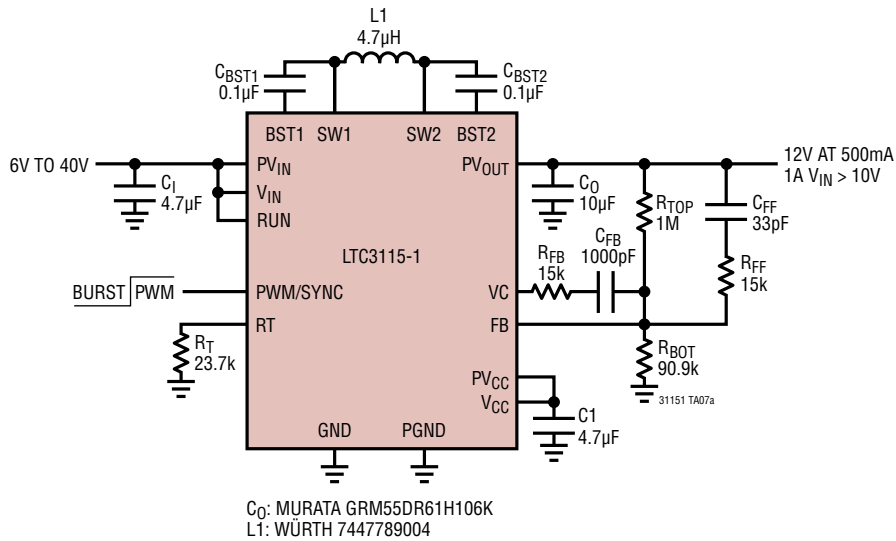 L1
4.7µH
CBST1
0.1µF
CBST2
0.1µF
BST1 SW1 SW2 BST2
6V TO 40V
PVIN
VIN
RUN
CI
4.7µF
PVOUT
12V AT 500mA
1A VIN > 10V
CO
10µF
RTOP
1M
CFF
33pF
LTC3115-1
RFB
15k
CFB
1000pF
RFF
15k
BURST PWM
PWM/SYNC
VC
RT
FB
RT
23.7k
RBOT
90.9k
31151 TA07a
PVCC
VCC
C1
4.7µF
GND PGND
CO: MURATA GRM55DR61H106K
L1: WÜRTH 7447789004